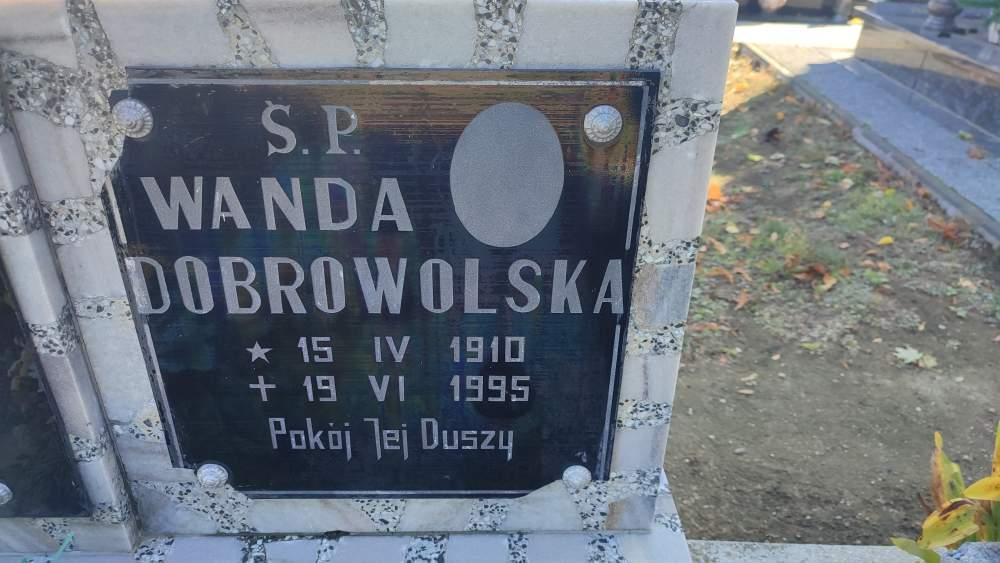 Ś.P.
WANDA
DOBROWOLSKA
★ 15 IV 1910
+ 19 VI 1995
Pokój Jej Duszy